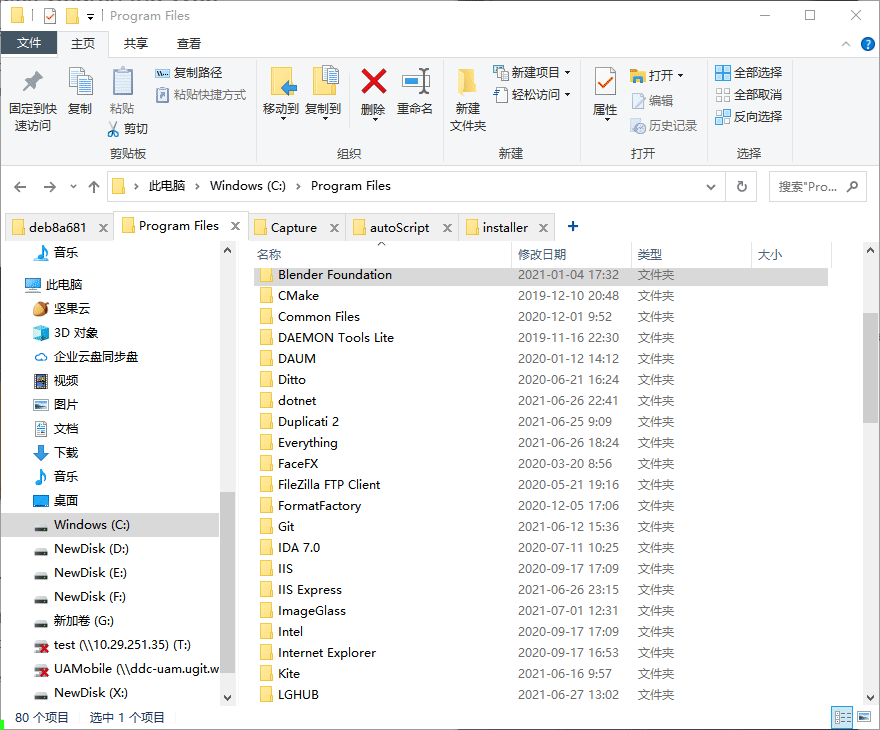 Program Files
文件 主页 共享 查看
固定到快
速访问
复制
粘贴
复制路径
粘贴快捷方式
剪切
剪贴板
移动到 复制到 删除 重命名
组织
新建
文件夹
新建项目
轻松访问
新建
属性
打开
编辑
历史记录
打开
全部选择
全部取消
反向选择
选择
此电脑 Windows (C:) Program Files
搜索"Pro...
deb8a681 Program Files Capture autoScript installer
音乐
此电脑
坚果云
3D 对象
企业云盘同步盘
视频
图片
文档
下载
音乐
桌面
Windows (C:)
NewDisk (D:)
NewDisk (E:)
NewDisk (F:)
新加卷 (G:)
test (\\10.29.251.35) (T:)
UAMobile (\\ddc-uam.ugit.w
NewDisk (X:)
名称 修改日期 类型 大小
Blender Foundation 2021-01-04 17:32 文件夹
CMake 2019-12-10 20:48 文件夹
Common Files 2020-12-01 9:52 文件夹
DAEMON Tools Lite 2019-11-16 22:30 文件夹
DAUM 2020-01-12 14:12 文件夹
Ditto 2020-06-21 16:24 文件夹
dotnet 2021-06-26 22:41 文件夹
Duplicati 2 2021-06-25 9:09 文件夹
Everything 2021-06-26 18:24 文件夹
FaceFX 2020-03-20 8:56 文件夹
FileZilla FTP Client 2020-05-21 19:16 文件夹
FormatFactory 2020-12-05 17:06 文件夹
Git 2021-06-12 15:36 文件夹
IDA 7.0 2020-07-11 10:25 文件夹
IIS 2020-09-17 17:09 文件夹
IIS Express 2021-06-26 23:15 文件夹
ImageGlass 2021-07-01 12:31 文件夹
Intel 2020-09-17 17:09 文件夹
Internet Explorer 2020-09-17 16:53 文件夹
Kite 2021-06-16 9:57 文件夹
LGHUB 2021-06-27 13:02 文件夹
80 个项目 选中 1 个项目